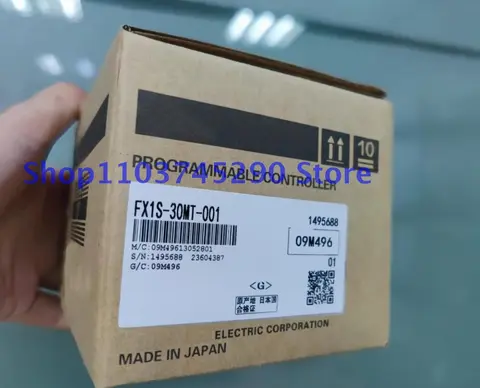 10
PROGRAMMABLE CONTROLLER
Shop1103745290 Store
FX1S-30MT-001
1495688
09M496
M/C:09M49613052801
S/N:1495688 23604387
G/C:09M496
01
<G>
原产地 日本国
合格证
ELECTRIC CORPORATION
MADE IN JAPAN